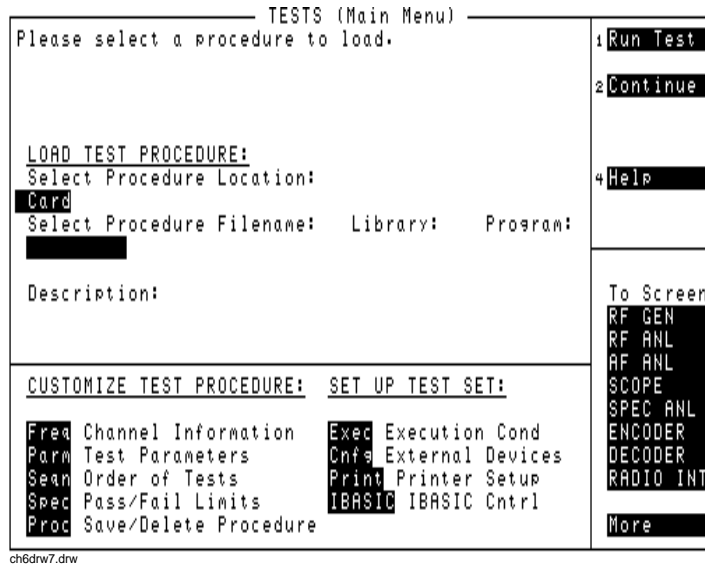 TESTS (Main Menu)
Please select a procedure to load.
LOAD TEST PROCEDURE:
Select Procedure Location:
Card
Select Procedure Filename: Library: Program:
Description:
CUSTOMIZE TEST PROCEDURE:
Freq Channel Information
Parm Test Parameters
Seqn Order of Tests
Spec Pass/Fail Limits
Proc Save/Delete Procedure
SET UP TEST SET:
Exec Execution Cond
Cnfg External Devices
Print Printer Setup
IBASIC IBASIC Cntrl
1 Run Test
2 Continue
4 Help
To Screen
RF GEN
RF ANL
AF ANL
SCOPE
SPEC ANL
ENCODER
DECODER
RADIO INT
More
ch6drw7.drw